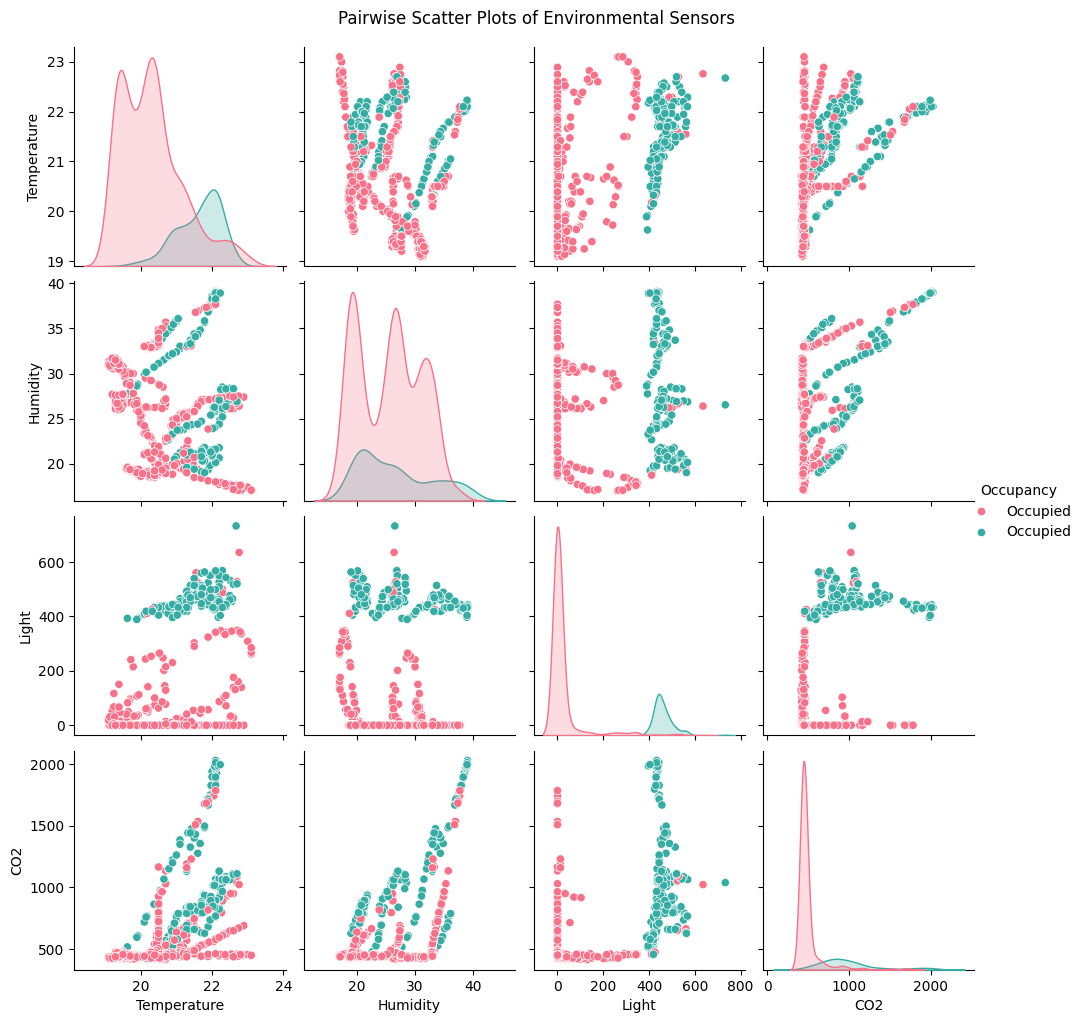 Pairwise Scatter Plots of Environmental Sensors
Temperature
23
22
21
20
19
Humidity
40
35
30
25
20
Occupancy
Occupied
Occupied
Light
600
400
200
0
CO2
2000
1500
1000
500
20 22 24
Temperature
20 30 40
Humidity
0 200 400 600 800
Light
0 1000 2000
CO2